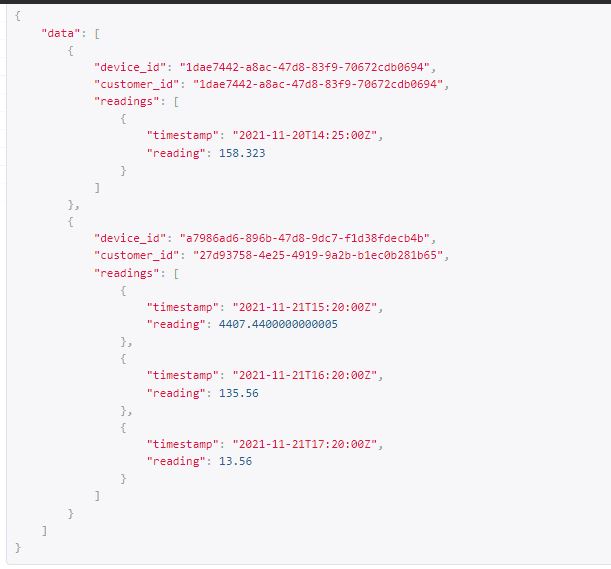 {
    "data": [
        {
            "device_id": "1dae7442-a8ac-47d8-83f9-70672cdb0694",
            "customer_id": "1dae7442-a8ac-47d8-83f9-70672cdb0694",
            "readings": [
                {
                    "timestamp": "2021-11-20T14:25:00Z",
                    "reading": 158.323
                }
            ]
        },
        {
            "device_id": "a7986ad6-896b-47d8-9dc7-f1d38fdecb4b",
            "customer_id": "27d93758-4e25-4919-9a2b-b1ec0b281b65",
            "readings": [
                {
                    "timestamp": "2021-11-21T15:20:00Z",
                    "reading": 4407.4400000000005
                },
                {
                    "timestamp": "2021-11-21T16:20:00Z",
                    "reading": 135.56
                },
                {
                    "timestamp": "2021-11-21T17:20:00Z",
                    "reading": 13.56
                }
            ]
        }
    ]
}